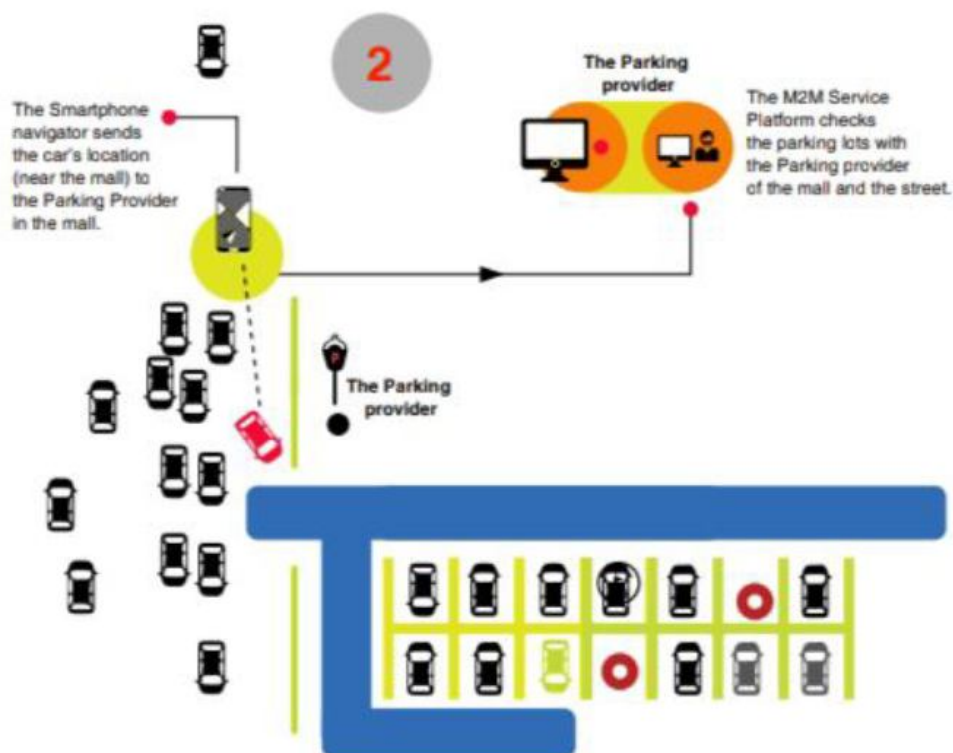 2
The Smartphone
navigator sends
the car's location
(near the mall) to
the Parking Provider
in the mall.
The Parking
provider
The M2M Service
Platform checks
the parking lots with
the Parking provider
of the mall and the street.
P
The Parking
provider